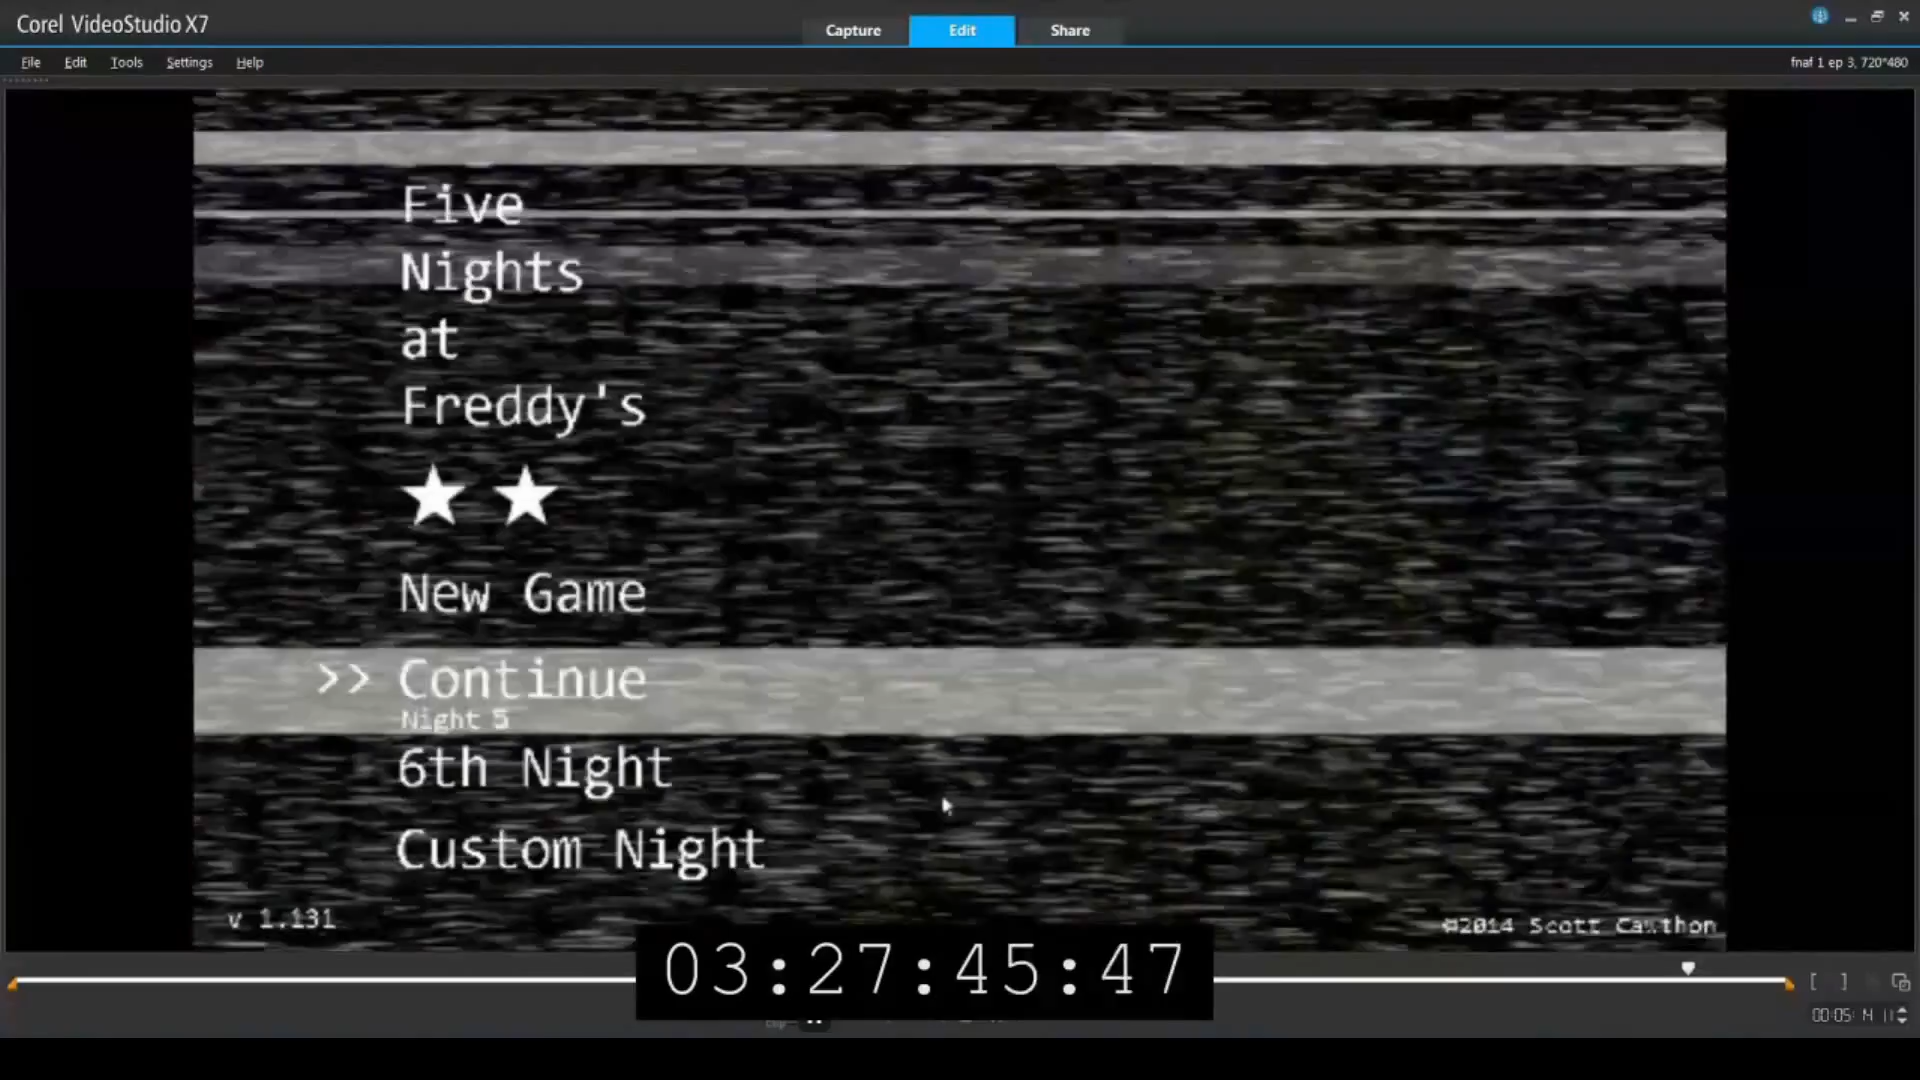 Corel VideoStudio X7
Capture Edit Share
File Edit Tools Settings Help
fnaf 1 ep 3, 720*480
Five
Nights
at
Freddy's
★ ★
New Game
>> Continue
Night 5
6th Night
Custom Night
v 1.131
©2014 Scott Cawthon
03:27:45:47
[ ]
00:05: